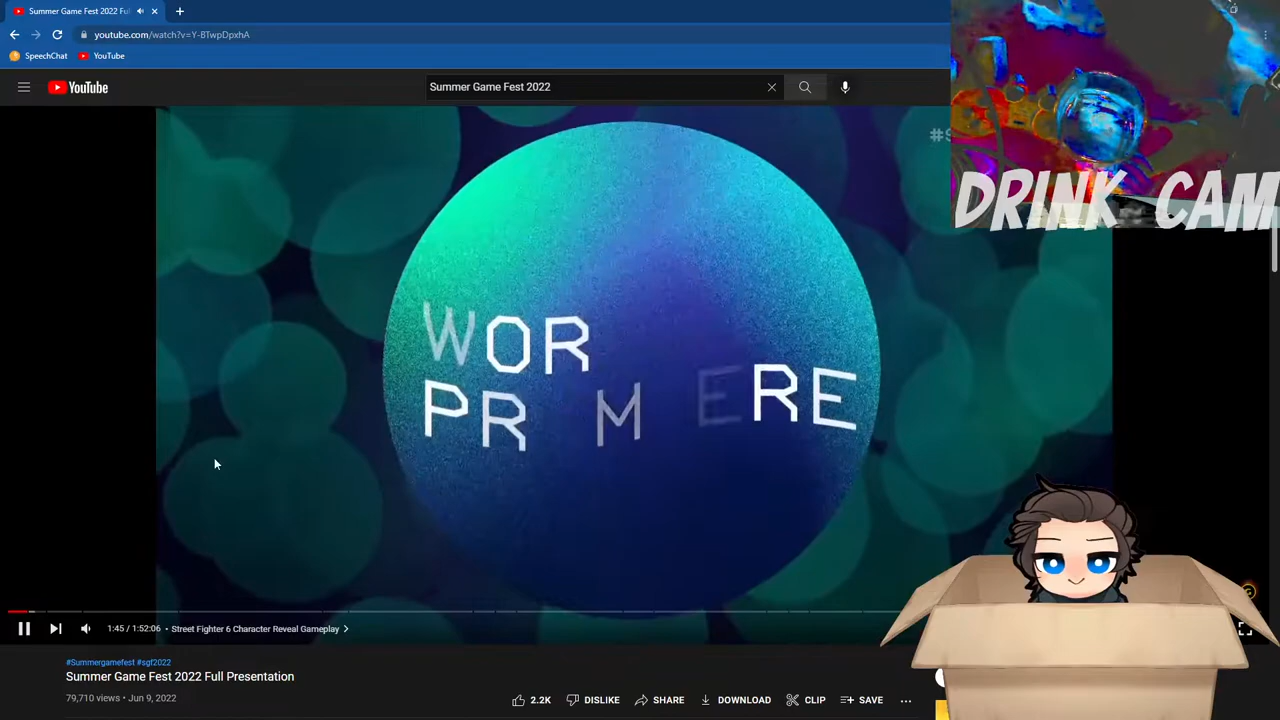 Summer Game Fest 2022 Ful
youtube.com/watch?v=Y-BTwpDpxhA
SpeechChat
YouTube
YouTube
Summer Game Fest 2022
#S
DRINK CAM
WOR
PR M ERE
1:45 / 1:52:06 • Street Fighter 6 Character Reveal Gameplay
#Summergamefest #sgf2022
Summer Game Fest 2022 Full Presentation
79,710 views • Jun 9, 2022
2.2K
DISLIKE
SHARE
DOWNLOAD
CLIP
SAVE